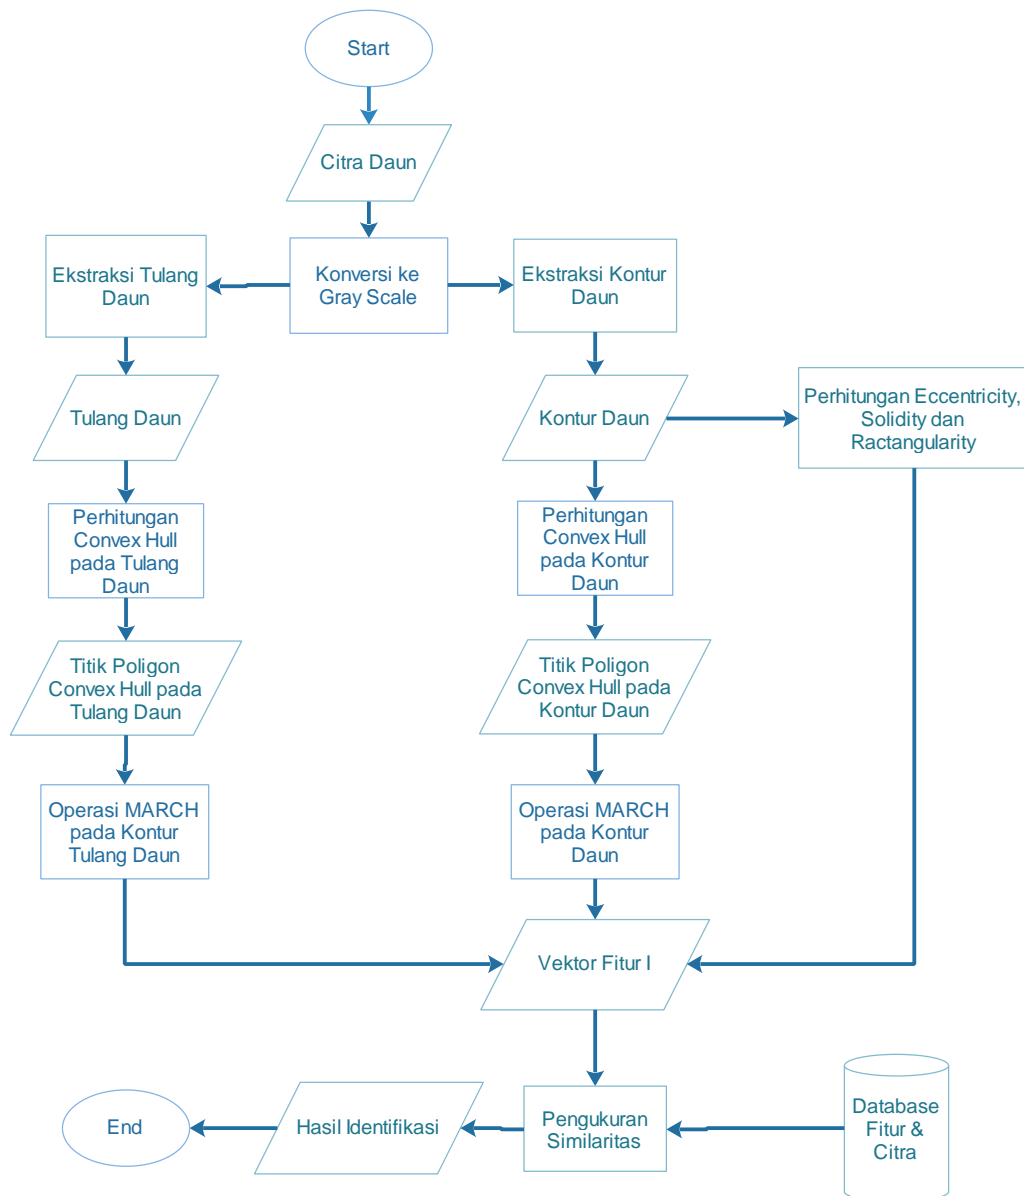 Start
Citra Daun
Konversi ke
Gray Scale
Ekstraksi Tulang
Daun
Ekstraksi Kontur
Daun
Tulang Daun
Kontur Daun
Perhitungan Eccentricity,
Solidity dan
Ractangularity
Perhitungan
Convex Hull
pada Tulang
Daun
Perhitungan
Convex Hull
pada Kontur
Daun
Titik Poligon
Convex Hull pada
Tulang Daun
Titik Poligon
Convex Hull pada
Kontur Daun
Operasi MARCH
pada Kontur
Tulang Daun
Operasi MARCH
pada Kontur
Daun
Vektor Fitur I
Pengukuran
Similaritas
Database
Fitur &
Citra
Hasil Identifikasi
End